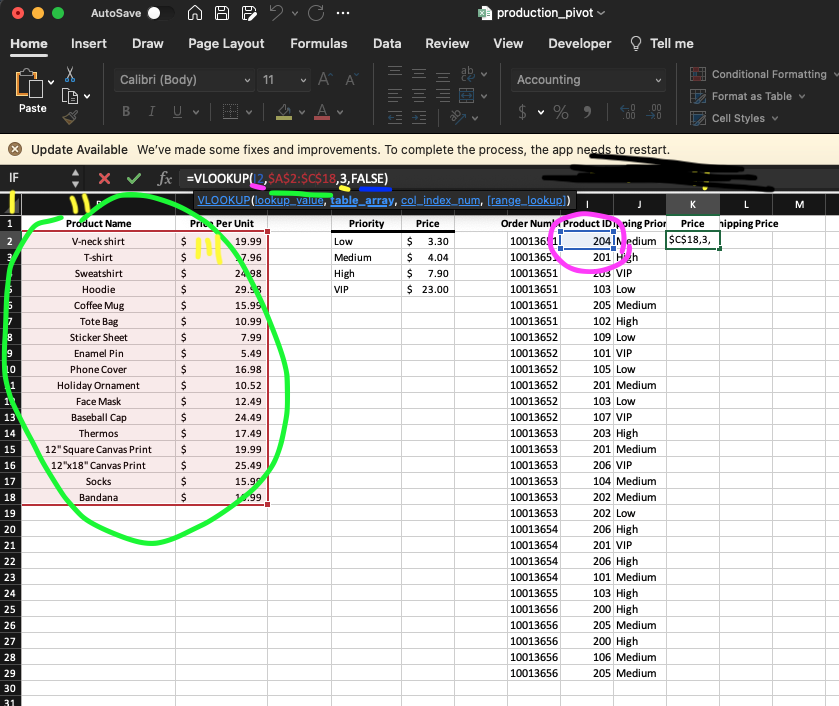 AutoSave
production_pivot
Home Insert Draw Page Layout Formulas Data Review View Developer Tell me
Paste
Calibri (Body) 11
B I U
ab
Accounting
$ % 9
Conditional Formatting
Format as Table
Cell Styles
Update Available We've made some fixes and improvements. To complete the process, the app needs to restart.
IF fx =VLOOKUP(I2,$A$2:$C$18,3,FALSE)
VLOOKUP(lookup_value, table_array, col_index_num, [range_lookup])
I J K L M
1 Product Name Price Per Unit Priority Price Order Num Product ID ping Prior Price hipping Price
2 V-neck shirt $ 19.99 Low $ 3.30 10013651 204 Medium $C$18,3,
3 T-shirt $ 17.96 Medium $ 4.04 10013651 201 High
Sweatshirt $ 24.98 High $ 7.90 10013651 203 VIP
Hoodie $ 29.98 VIP $ 23.00 10013651 103 Low
Coffee Mug $ 15.99 10013651 205 Medium
Tote Bag $ 10.99 10013651 102 High
8 Sticker Sheet $ 7.99 10013652 109 Low
9 Enamel Pin $ 5.49 10013652 101 VIP
10 Phone Cover $ 16.98 10013652 105 Low
11 Holiday Ornament $ 10.52 10013652 201 Medium
12 Face Mask $ 12.49 10013652 103 Low
13 Baseball Cap $ 24.49 10013652 107 VIP
14 Thermos $ 17.49 10013653 203 High
15 12" Square Canvas Print $ 19.99 10013653 201 Medium
16 12"x18" Canvas Print $ 25.49 10013653 206 VIP
17 Socks $ 15.99 10013653 104 Medium
18 Bandana $ 10013653 202 Medium
19 10013653 202 Low
20 10013654 206 High
21 10013654 201 VIP
22 10013654 206 High
23 10013654 101 Medium
24 10013655 103 High
25 10013656 200 High
26 10013656 205 Medium
27 10013656 200 High
28 10013656 106 Medium
29 10013656 205 Medium
30
31